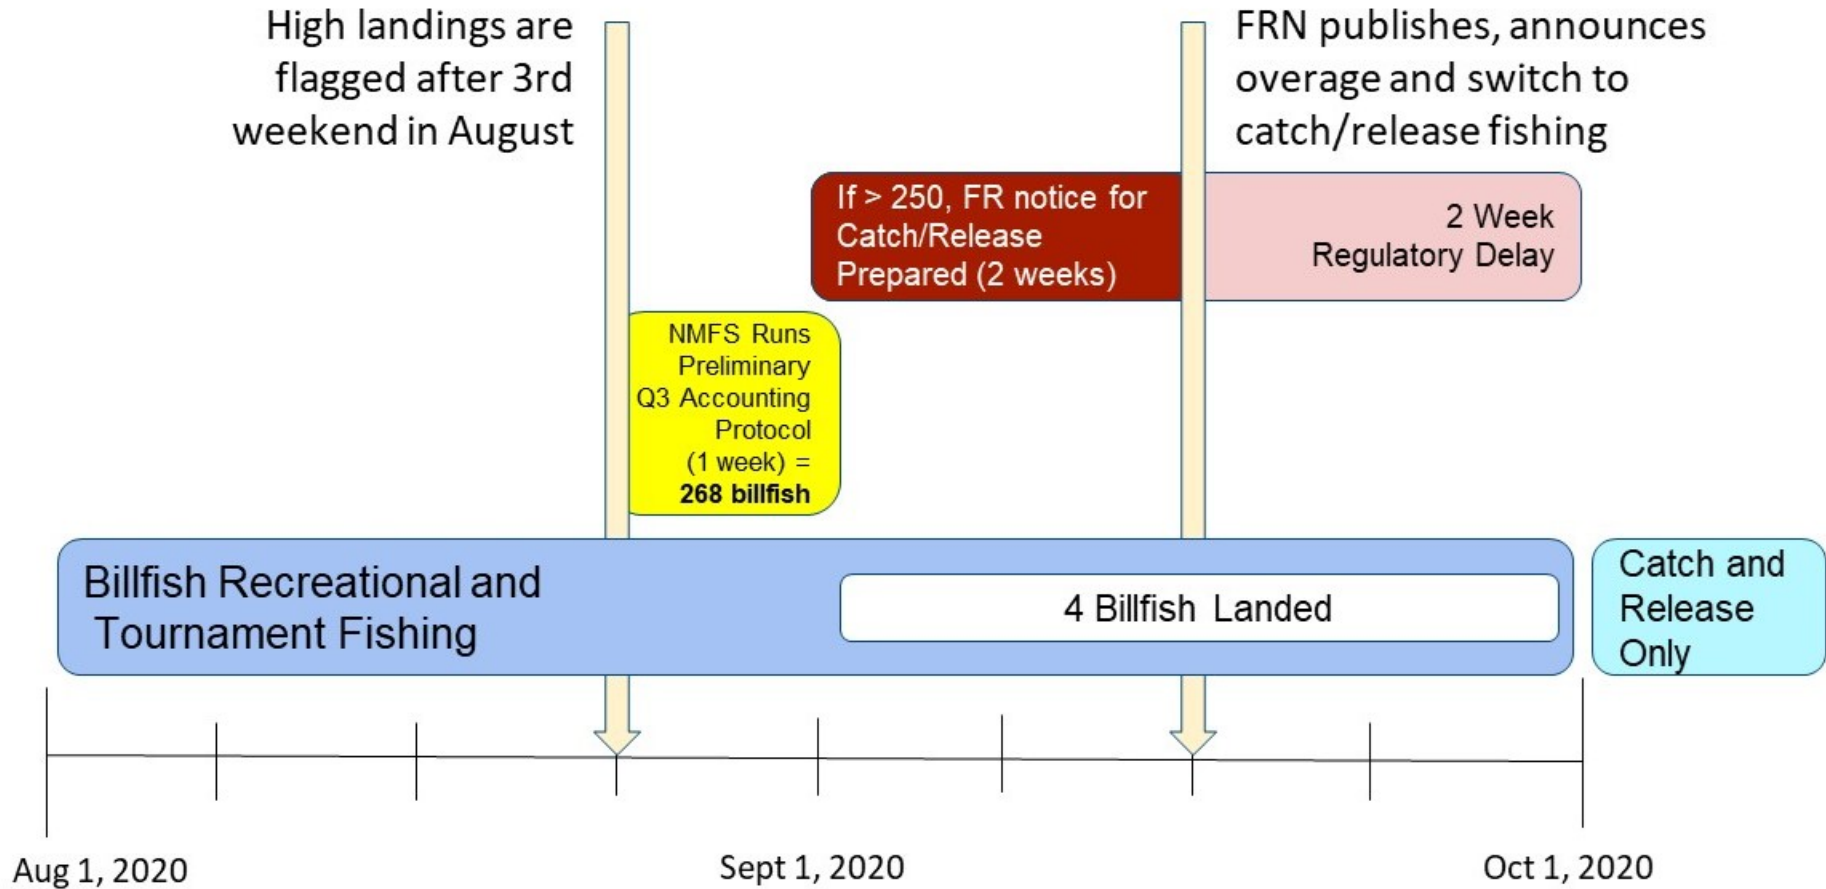 High landings are
flagged after 3rd
weekend in August
FRN publishes, announces
overage and switch to
catch/release fishing
If > 250, FR notice for
Catch/Release
Prepared (2 weeks)
2 Week
Regulatory Delay
NMFS Runs
Preliminary
Q3 Accounting
Protocol
(1 week) =
268 billfish
Billfish Recreational and
Tournament Fishing
4 Billfish Landed
Catch and
Release
Only
Aug 1, 2020
Sept 1, 2020
Oct 1, 2020